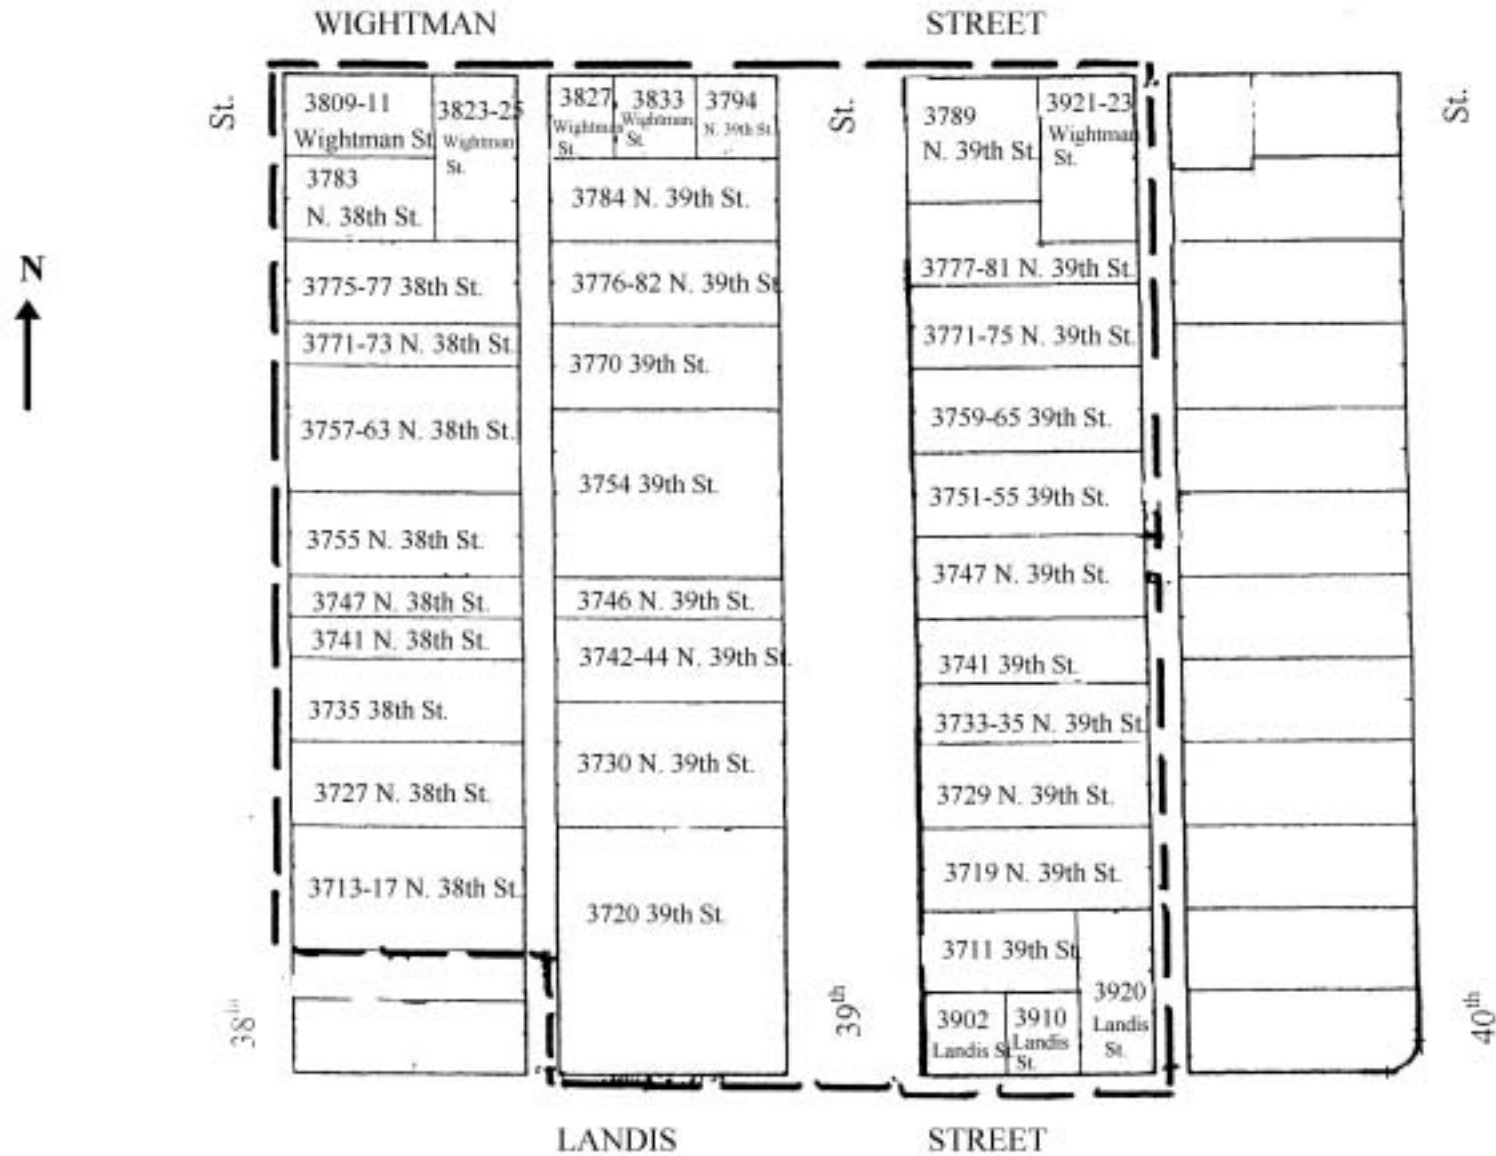 WIGHTMAN STREET
St.
St.
St.
N
3809-11
Wightman St.
3823-25
Wightman
St.
3783
N. 38th St.
3775-77 38th St.
3771-73 N. 38th St.
3757-63 N. 38th St.
3755 N. 38th St.
3747 N. 38th St.
3741 N. 38th St.
3735 38th St.
3727 N. 38th St.
3713-17 N. 38th St.
3827
Wightman
St.
3833
Wightman
St.
3794
N. 39th St.
3784 N. 39th St.
3776-82 N. 39th St.
3770 39th St.
3754 39th St.
3746 N. 39th St.
3742-44 N. 39th St.
3730 N. 39th St.
3720 39th St.
3789
N. 39th St.
3921-23
Wightman
St.
3777-81 N. 39th St.
3771-75 N. 39th St.
3759-65 39th St.
3751-55 39th St.
3747 N. 39th St.
3741 39th St.
3733-35 N. 39th St.
3729 N. 39th St.
3719 N. 39th St.
3711 39th St.
3902
Landis St.
3910
Landis
St.
3920
Landis
St.
38th
39th
40th
LANDIS STREET